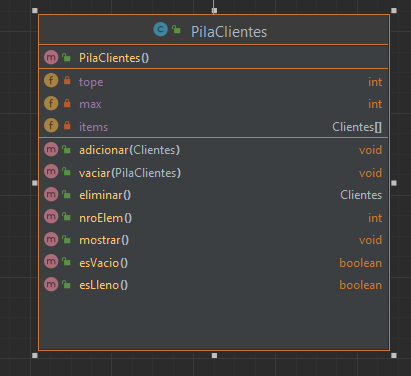 PilaClientes
PilaClientes()
tope int
max int
items Clientes[]
adicionar(Clientes) void
vaciar(PilaClientes) void
eliminar() Clientes
nroElem() int
mostrar() void
esVacio() boolean
esLleno() boolean